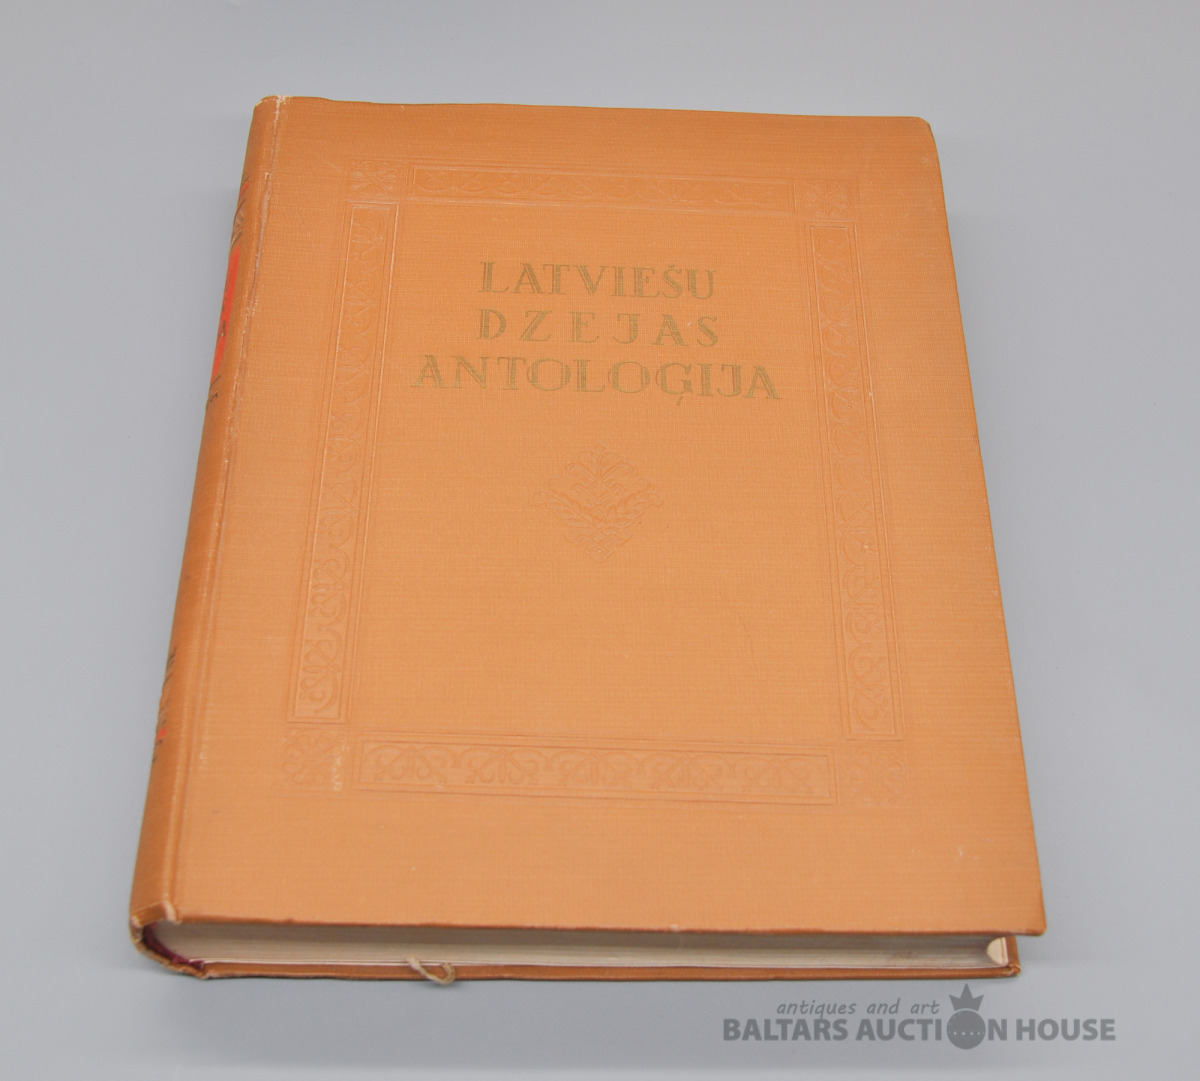 LATVIEŠU
DZEJAS
ANTOLOĢIJA
antiques and art
BALTARS AUCTION HOUSE